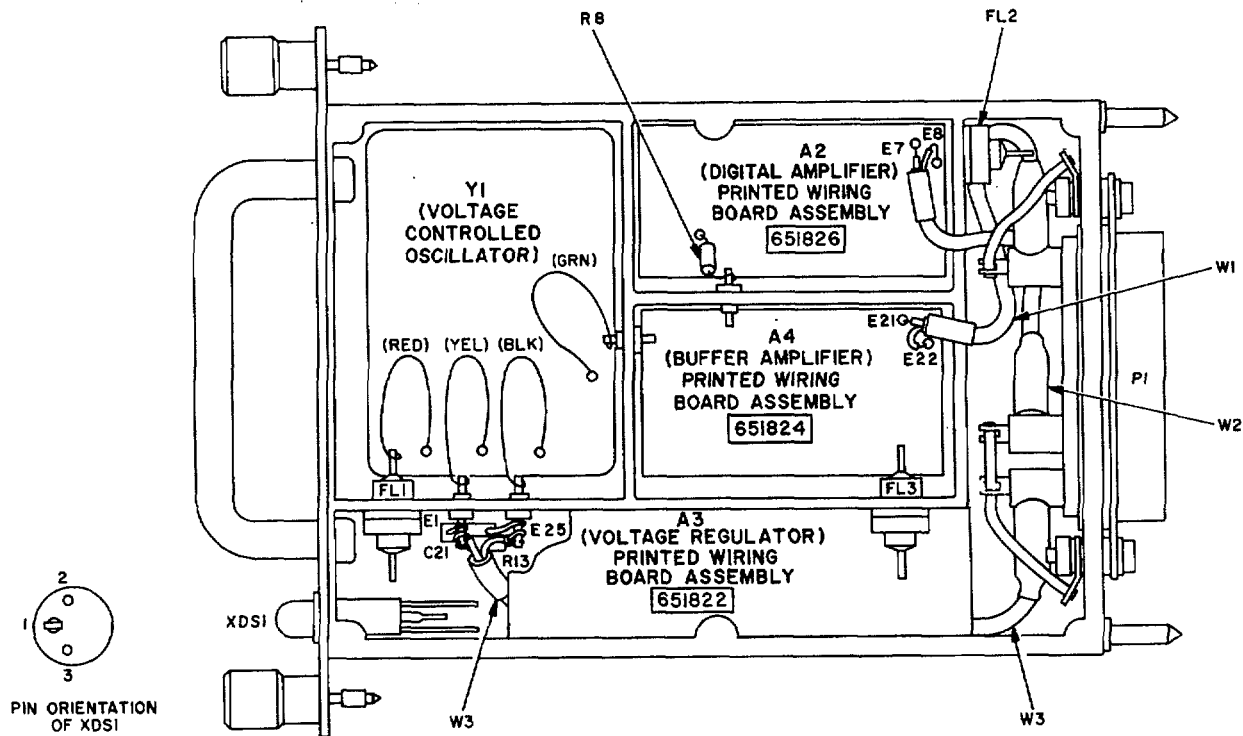 R8
FL2
A2
(DIGITAL AMPLIFIER)
PRINTED WIRING
BOARD ASSEMBLY
651826
E7
E8
Y1
(VOLTAGE
CONTROLLED
OSCILLATOR)
(GRN)
(RED)
(YEL)
(BLK)
W1
E21
E22
A4
(BUFFER AMPLIFIER)
PRINTED WIRING
BOARD ASSEMBLY
651824
P1
W2
FL1
FL3
E1
C21
E25
R13
A3
(VOLTAGE REGULATOR)
PRINTED WIRING
BOARD ASSEMBLY
651822
XDS1
2
1
3
PIN ORIENTATION
OF XDS1
W3
W3